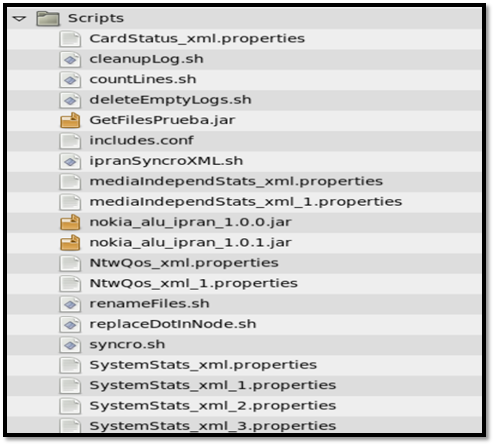 Scripts
CardStatus_xml.properties
cleanupLog.sh
countLines.sh
deleteEmptyLogs.sh
GetFilesPrueba.jar
includes.conf
ipranSyncroXML.sh
mediaIndependStats_xml.properties
mediaIndependStats_xml_1.properties
nokia_alu_ipran_1.0.0.jar
nokia_alu_ipran_1.0.1.jar
NtwQos_xml.properties
NtwQos_xml_1.properties
renameFiles.sh
replaceDotInNode.sh
syncro.sh
SystemStats_xml.properties
SystemStats_xml_1.properties
SystemStats_xml_2.properties
SystemStats_xml_3.properties